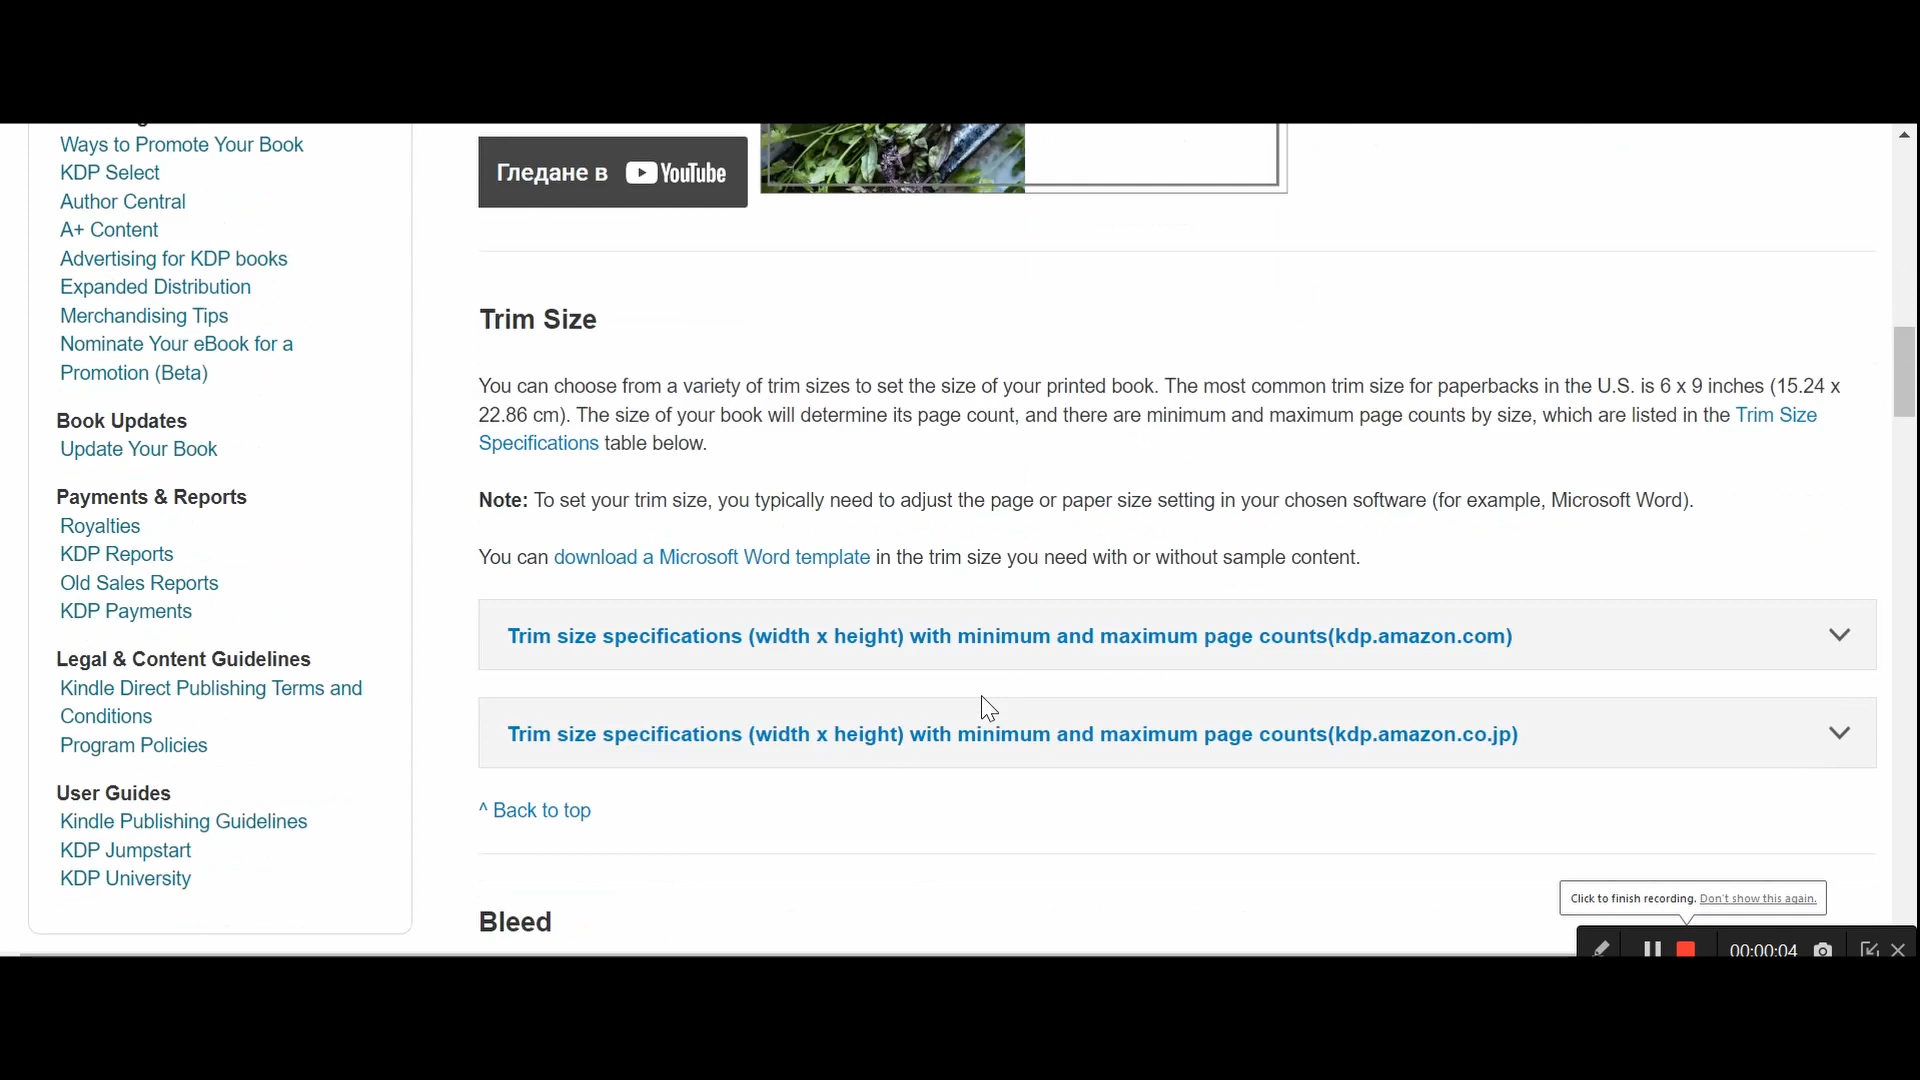 Ways to Promote Your Book
KDP Select
Author Central
A+ Content
Advertising for KDP books
Expanded Distribution
Merchandising Tips
Nominate Your eBook for a
Promotion (Beta)
Book Updates
Update Your Book
Payments & Reports
Royalties
KDP Reports
Old Sales Reports
KDP Payments
Legal & Content Guidelines
Kindle Direct Publishing Terms and
Conditions
Program Policies
User Guides
Kindle Publishing Guidelines
KDP Jumpstart
KDP University
Гледане в YouTube
Trim Size
You can choose from a variety of trim sizes to set the size of your printed book. The most common trim size for paperbacks in the U.S. is 6 x 9 inches (15.24 x
22.86 cm). The size of your book will determine its page count, and there are minimum and maximum page counts by size, which are listed in the Trim Size
Specifications table below.
Note: To set your trim size, you typically need to adjust the page or paper size setting in your chosen software (for example, Microsoft Word).
You can download a Microsoft Word template in the trim size you need with or without sample content.
Trim size specifications (width x height) with minimum and maximum page counts(kdp.amazon.com)
Trim size specifications (width x height) with minimum and maximum page counts(kdp.amazon.co.jp)
^ Back to top
Bleed
Click to finish recording. Don't show this again.
00:00:04